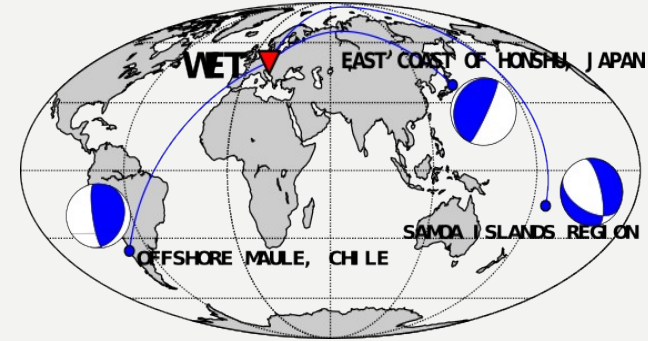 WET
EAST COAST OF HONSHU, JAPAN
SAMOA ISLANDS REGION
OFFSHORE MAULE, CHILE